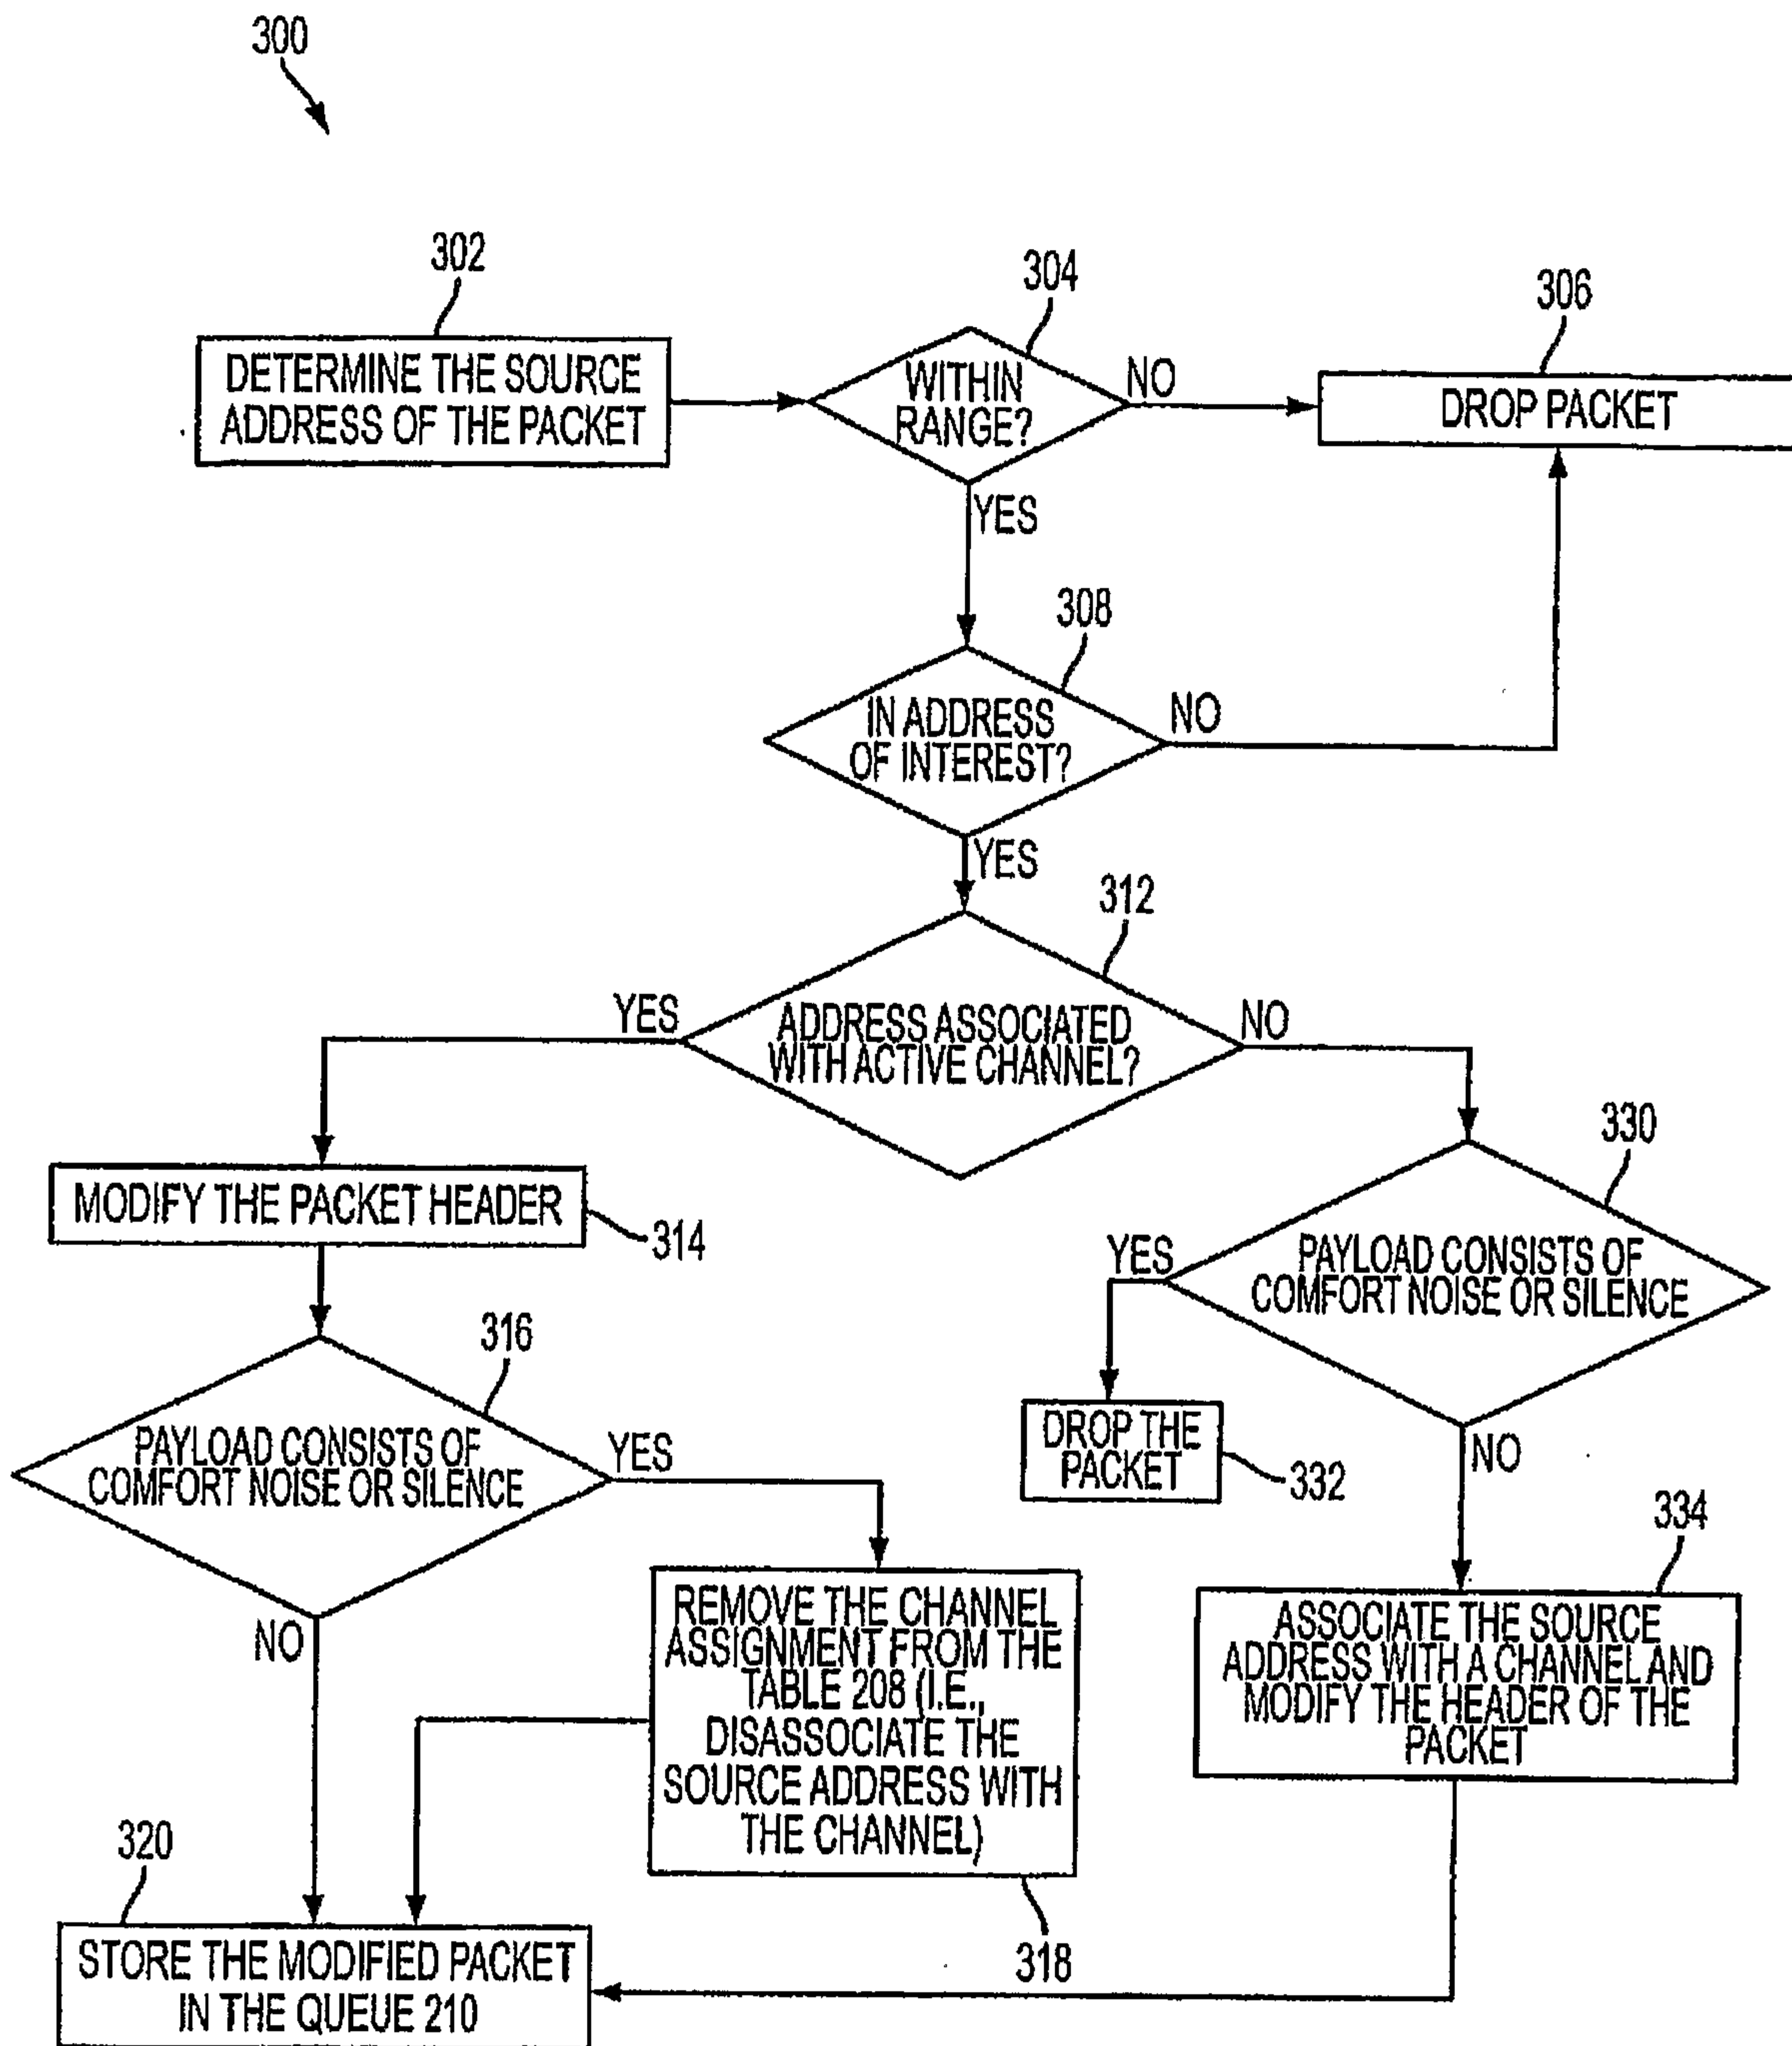 300
302
304
306
DETERMINE THE SOURCE
ADDRESS OF THE PACKET
WITHIN
RANGE?
NO
DROP PACKET
YES
308
IN ADDRESS
OF INTEREST?
NO
YES
312
YES
ADDRESS ASSOCIATED
WITH ACTIVE CHANNEL?
NO
330
MODIFY THE PACKET HEADER
314
YES
PAYLOAD CONSISTS OF
COMFORT NOISE OR SILENCE
316
PAYLOAD CONSISTS OF
COMFORT NOISE OR SILENCE
YES
DROP THE
PACKET
332
NO
334
NO
REMOVE THE CHANNEL
ASSIGNMENT FROM THE
TABLE 208 (I.E.,
DISASSOCIATE THE
SOURCE ADDRESS WITH
THE CHANNEL)
ASSOCIATE THE SOURCE
ADDRESS WITH A CHANNEL AND
MODIFY THE HEADER OF THE
PACKET
320
318
STORE THE MODIFIED PACKET
IN THE QUEUE 210